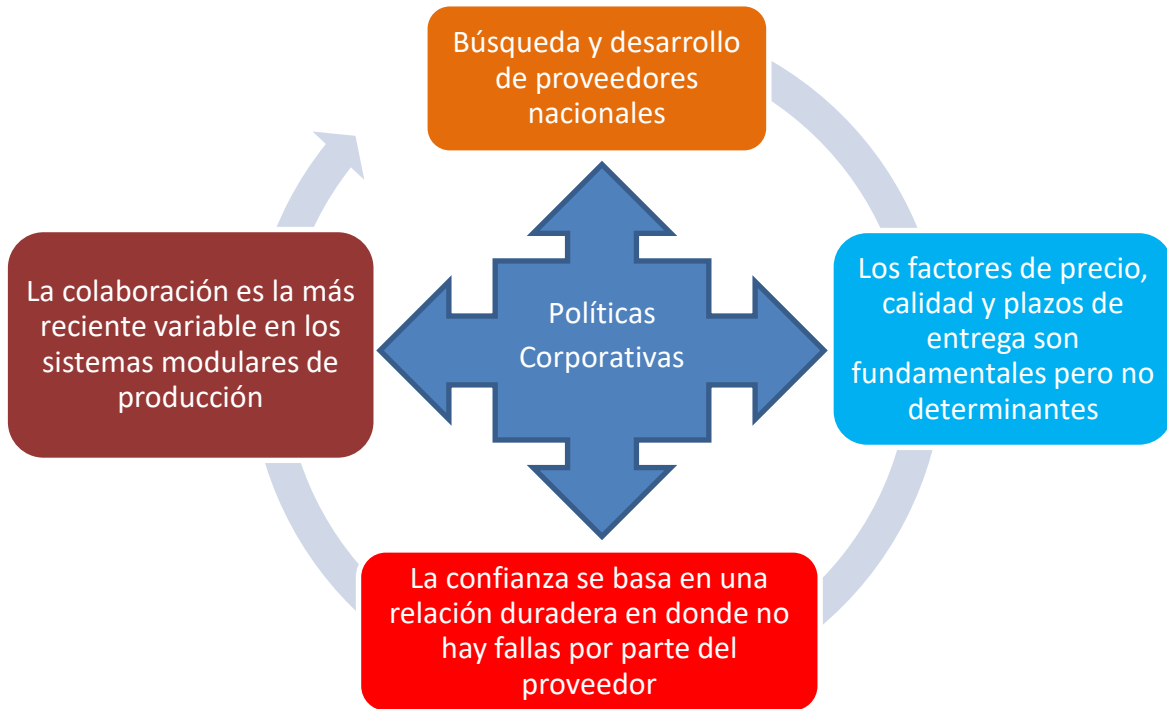 Búsqueda y desarrollo
de proveedores
nacionales
Políticas
Corporativas
La colaboración es la más
reciente variable en los
sistemas modulares de
producción
Los factores de precio,
calidad y plazos de
entrega son
fundamentales pero no
determinantes
La confianza se basa en una
relación duradera en donde no
hay fallas por parte del
proveedor